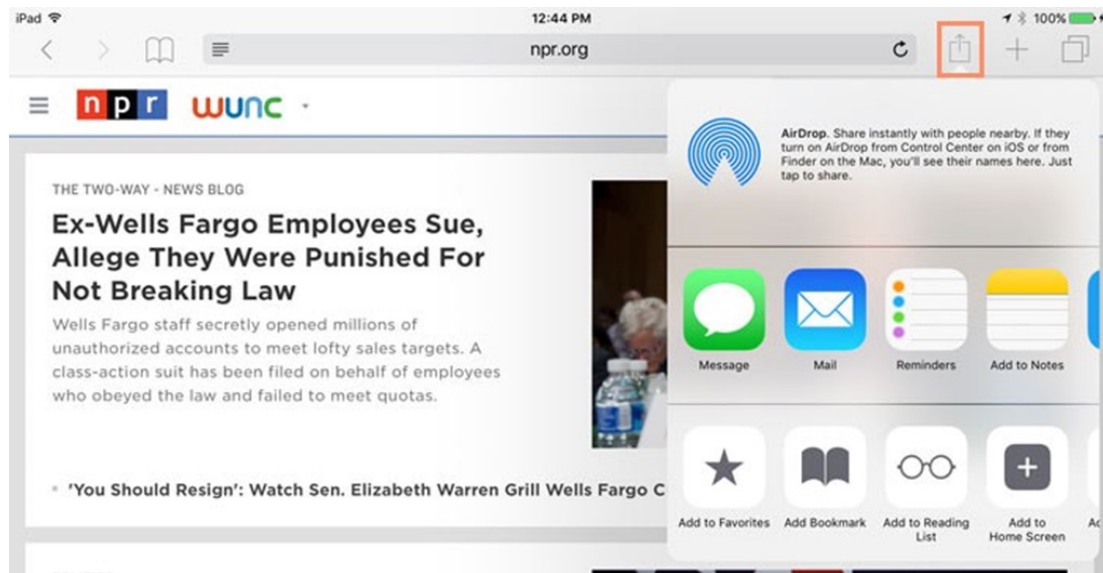 iPad 12:44 PM 100%
npr.org
npr wunc
AirDrop. Share instantly with people nearby. If they
turn on AirDrop from Control Center on iOS or from
Finder on the Mac, you'll see their names here. Just
tap to share.
THE TWO-WAY - NEWS BLOG
Ex-Wells Fargo Employees Sue,
Allege They Were Punished For
Not Breaking Law
Wells Fargo staff secretly opened millions of
unauthorized accounts to meet lofty sales targets. A
class-action suit has been filed on behalf of employees
who obeyed the law and failed to meet quotas.
'You Should Resign': Watch Sen. Elizabeth Warren Grill Wells Fargo C
Message Mail Reminders Add to Notes
Add to Favorites Add Bookmark Add to Reading
List Add to
Home Screen